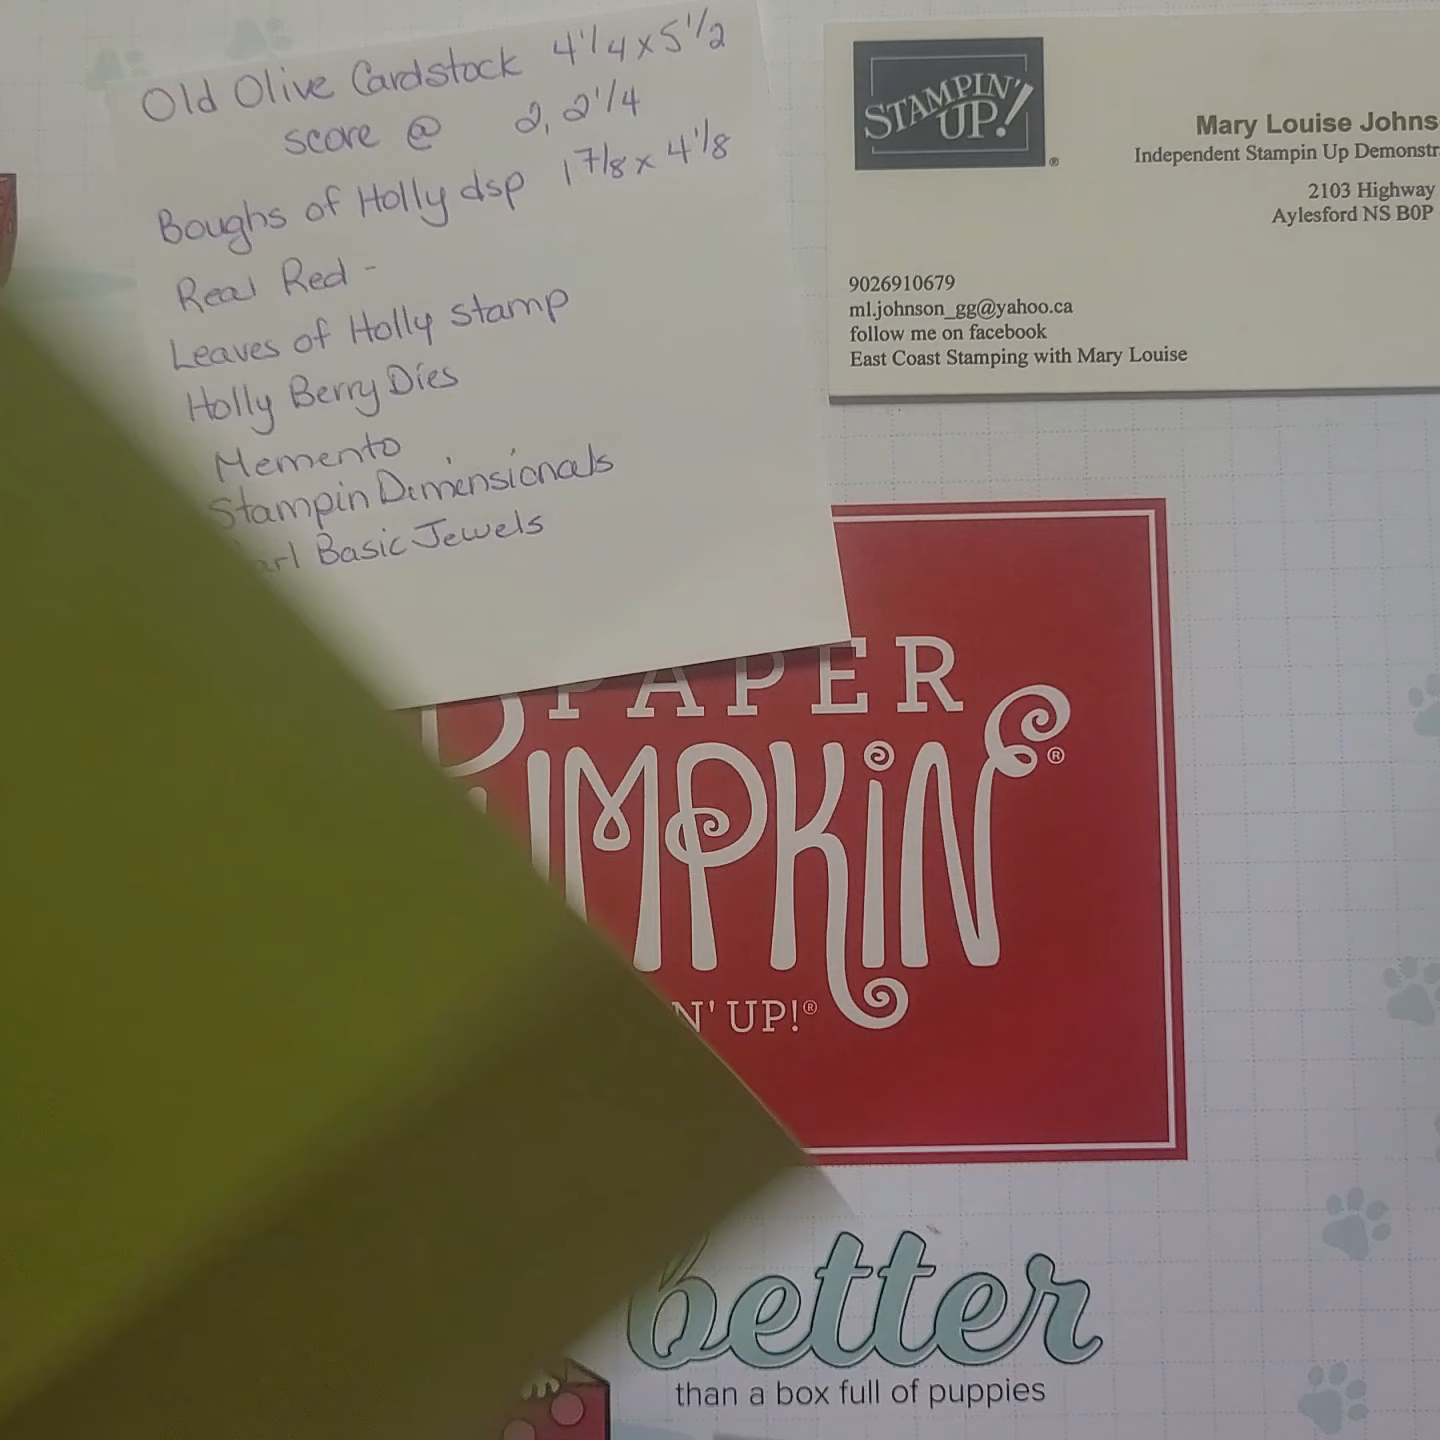 Old Olive Cardstock 4 1/4 x 5 1/2
score @ 2, 2 1/4
Boughs of Holly dsp 1 7/8 x 4 1/8
Real Red -
Leaves of Holly stamp
Holly Berry Dies
Memento
Stampin Dimensionals
Basic Jewels
STAMPIN' UP!®
Mary Louise Johns
Independent Stampin Up Demonstr
2103 Highway
Aylesford NS B0P
9026910679
ml.johnson_gg@yahoo.ca
follow me on facebook
East Coast Stamping with Mary Louise
PAPER
UMPKiN®
N' UP!®
better
than a box full of puppies